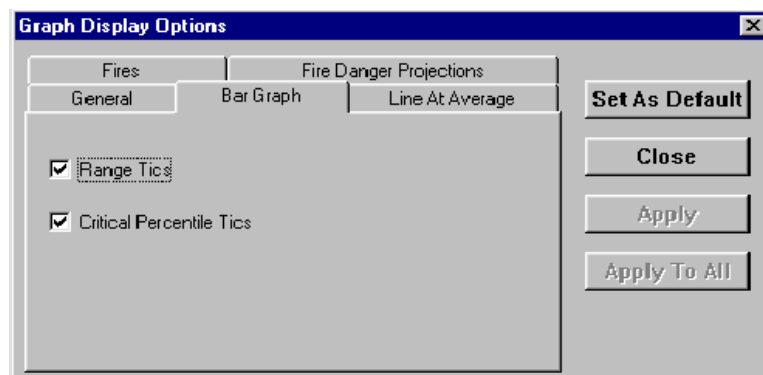 Graph Display Options
Fires
Fire Danger Projections
General
Bar Graph
Line At Average
Range Tics
Critical Percentile Tics
Set As Default
Close
Apply
Apply To All